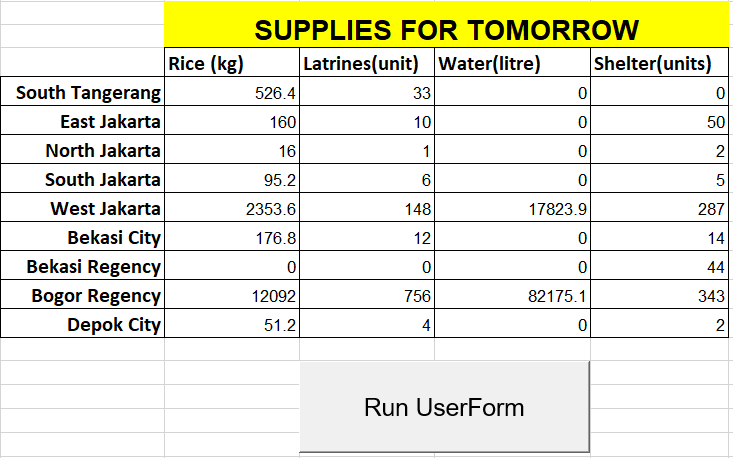 SUPPLIES FOR TOMORROW
Rice (kg) Latrines(unit) Water(litre) Shelter(units)
South Tangerang 526.4 33 0 0
East Jakarta 160 10 0 50
North Jakarta 16 1 0 2
South Jakarta 95.2 6 0 5
West Jakarta 2353.6 148 17823.9 287
Bekasi City 176.8 12 0 14
Bekasi Regency 0 0 0 44
Bogor Regency 12092 756 82175.1 343
Depok City 51.2 4 0 2
Run UserForm